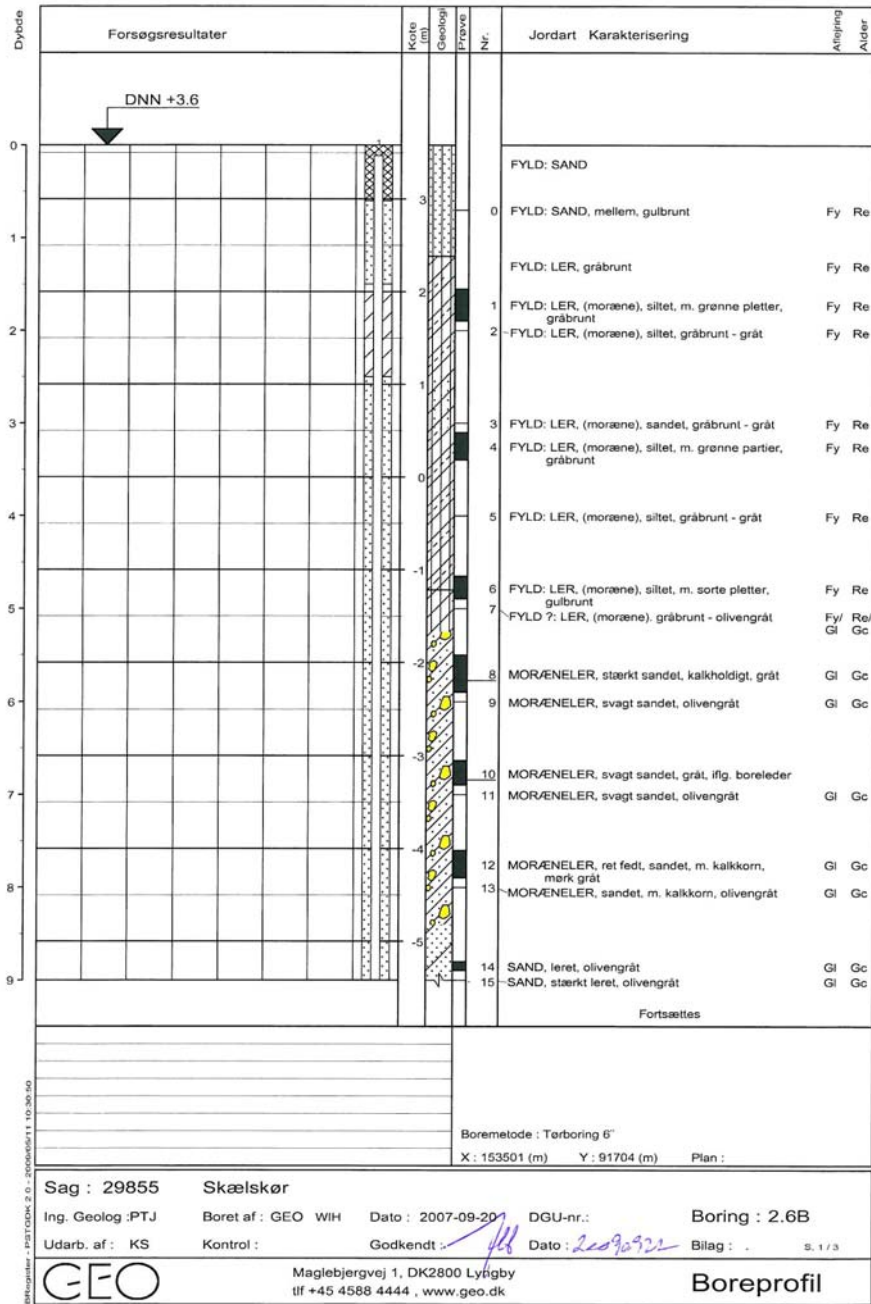 Dybde
Forsøgsresultater
Kote (m)
Geologi
Prøve
Nr.
Jordart Karakterisering
Aflejring
Alder
DNN +3.6
0
FYLD: SAND
3
0 FYLD: SAND, mellem, gulbrunt Fy Re
1
FYLD: LER, gråbrunt Fy Re
2
1 FYLD: LER, (moræne), siltet, m. grønne pletter, Fy Re
gråbrunt
2
2 FYLD: LER, (moræne), siltet, gråbrunt - gråt Fy Re
1
3
3 FYLD: LER, (moræne), sandet, gråbrunt - gråt Fy Re
4 FYLD: LER, (moræne), siltet, m. grønne partier, Fy Re
gråbrunt
0
4
5 FYLD: LER, (moræne), siltet, gråbrunt - gråt Fy Re
-1
6 FYLD: LER, (moræne), siltet, m. sorte pletter, Fy Re
gulbrunt
5
7 FYLD ?: LER, (moræne). gråbrunt - olivengråt Fy/ Re/
Gl Gc
-2
8 MORÆNELER, stærkt sandet, kalkholdigt, gråt Gl Gc
6
9 MORÆNELER, svagt sandet, olivengråt Gl Gc
-3
10 MORÆNELER, svagt sandet, gråt, iflg. boreleder
7
11 MORÆNELER, svagt sandet, olivengråt Gl Gc
-4
12 MORÆNELER, ret fedt, sandet, m. kalkkorn, Gl Gc
mørk gråt
8
13 MORÆNELER, sandet, m. kalkkorn, olivengråt Gl Gc
-5
14 SAND, leret, olivengråt Gl Gc
9
15 SAND, stærkt leret, olivengråt Gl Gc
Fortsættes
Boremetode : Tørboring 6"
X : 153501 (m) Y : 91704 (m) Plan :
Sag : 29855 Skælskør
Ing. Geolog :PTJ Boret af : GEO WIH Dato : 2007-09-20 DGU-nr.: Boring : 2.6B
Udarb. af : KS Kontrol : Godkendt : Dato : Bilag : . S. 1 / 3
GEO
Maglebjergvej 1, DK2800 Lyngby
tlf +45 4588 4444 , www.geo.dk
Boreprofil